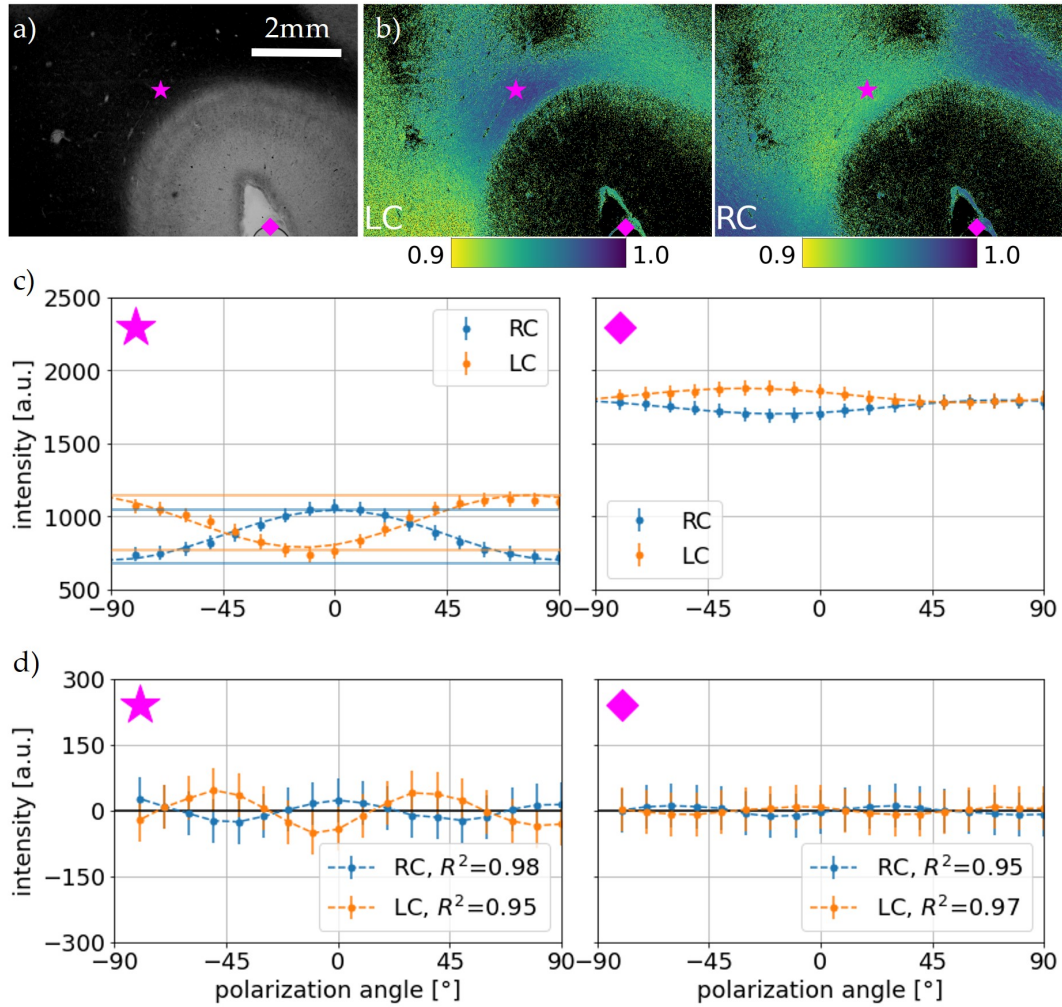 a)
2mm
b)
LC
RC
0.9
1.0
0.9
1.0
c)
2500
2000
1500
1000
500
intensity [a.u.]
−90
−45
0
45
90
RC
LC
−90
−45
0
45
90
RC
LC
d)
300
150
0
−150
−300
intensity [a.u.]
−90
−45
0
45
90
polarization angle [°]
RC, R²=0.98
LC, R²=0.95
−90
−45
0
45
90
polarization angle [°]
RC, R²=0.95
LC, R²=0.97